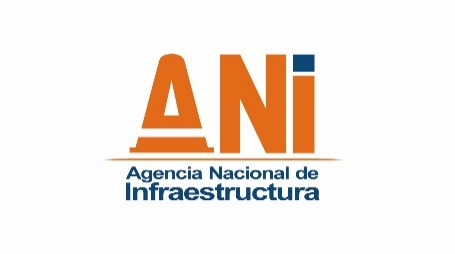 ANi
Agencia Nacional de
Infraestructura